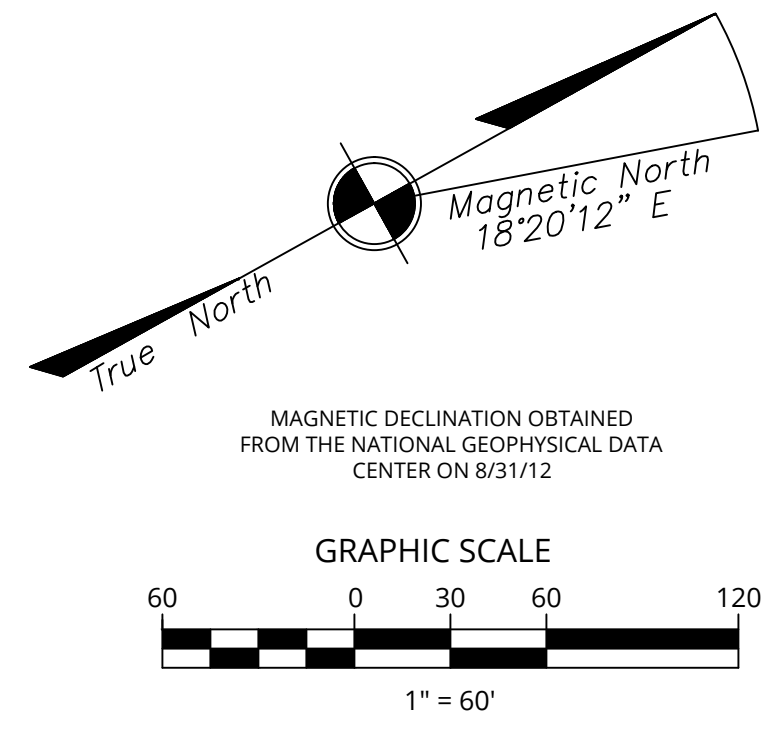 Magnetic North
18°20'12” E
True North
MAGNETIC DECLINATION OBTAINED
FROM THE NATIONAL GEOPHYSICAL DATA
CENTER ON 8/31/12
GRAPHIC SCALE
60 0 30 60 120
1" = 60'